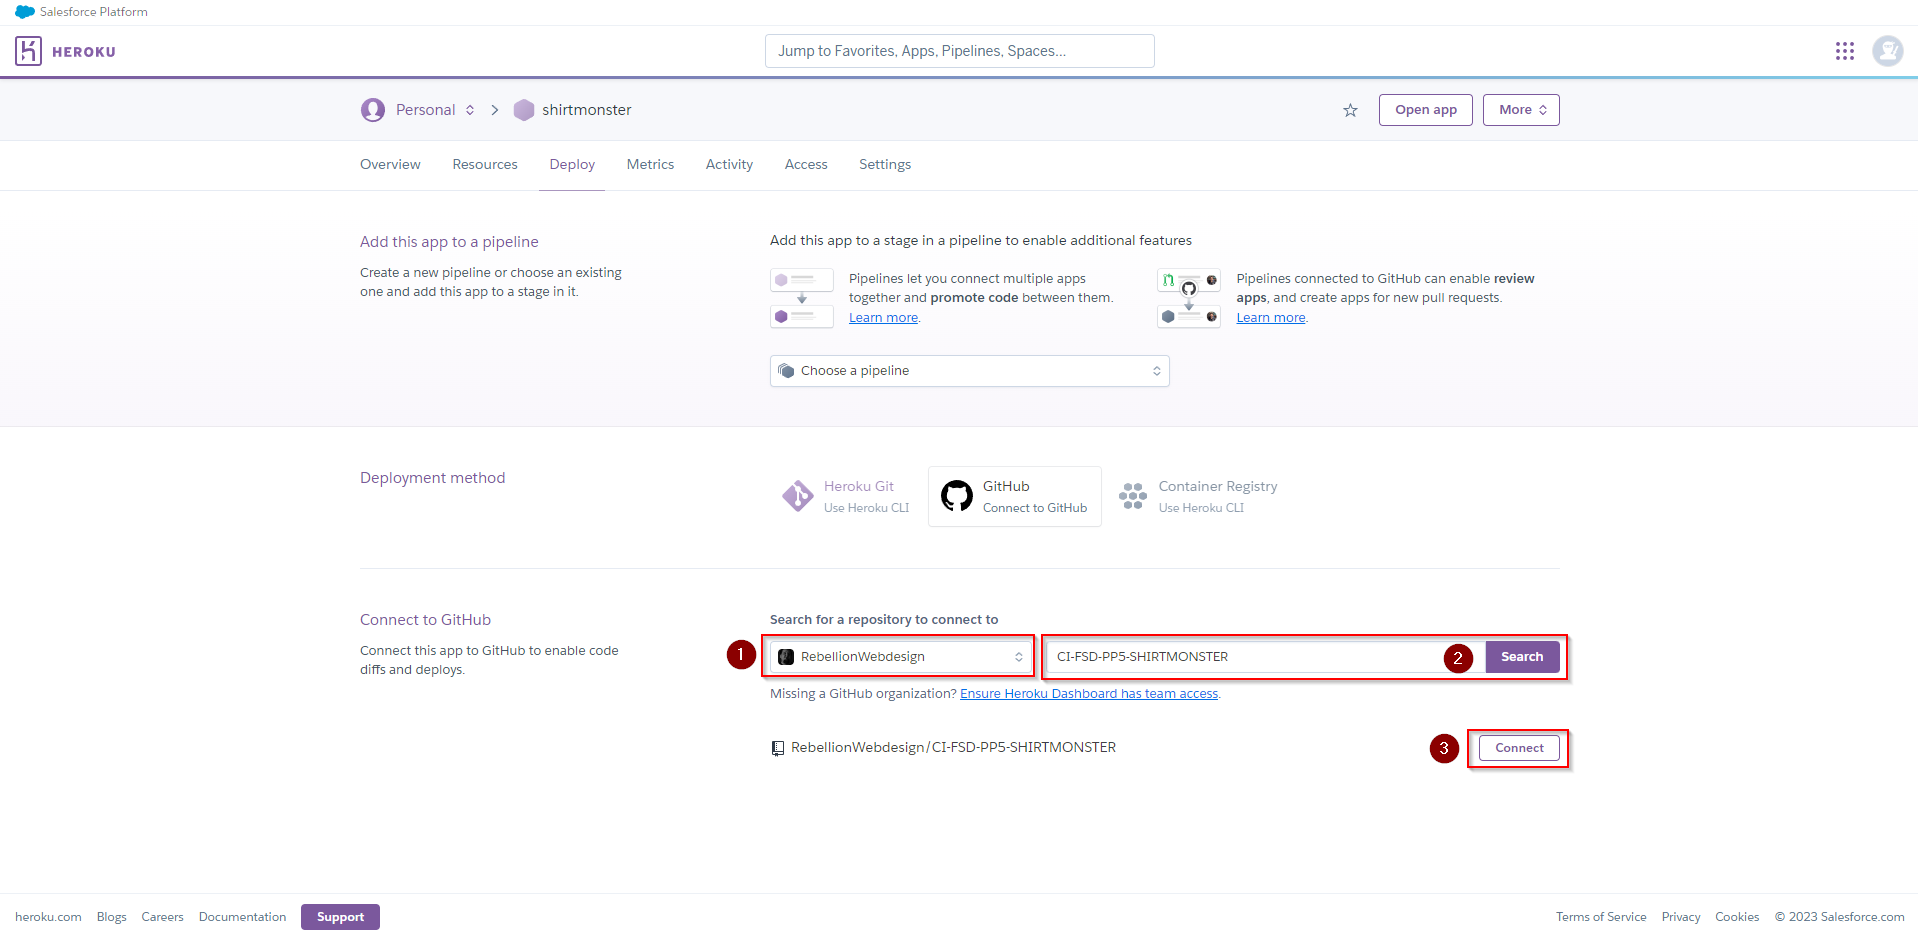 Salesforce Platform
HEROKU
Jump to Favorites, Apps, Pipelines, Spaces...
Personal
shirtmonster
Open app
More
Overview
Resources
Deploy
Metrics
Activity
Access
Settings
Add this app to a pipeline
Create a new pipeline or choose an existing
one and add this app to a stage in it.
Add this app to a stage in a pipeline to enable additional features
Pipelines let you connect multiple apps
together and promote code between them.
Learn more.
Pipelines connected to GitHub can enable review
apps, and create apps for new pull requests.
Learn more.
Choose a pipeline
Deployment method
Heroku Git
Use Heroku CLI
GitHub
Connect to GitHub
Container Registry
Use Heroku CLI
Connect to GitHub
Connect this app to GitHub to enable code
diffs and deploys.
Search for a repository to connect to
1
RebellionWebdesign
CI-FSD-PP5-SHIRTMONSTER
2
Search
Missing a GitHub organization? Ensure Heroku Dashboard has team access.
RebellionWebdesign/CI-FSD-PP5-SHIRTMONSTER
3
Connect
heroku.com
Blogs
Careers
Documentation
Support
Terms of Service
Privacy
Cookies
© 2023 Salesforce.com